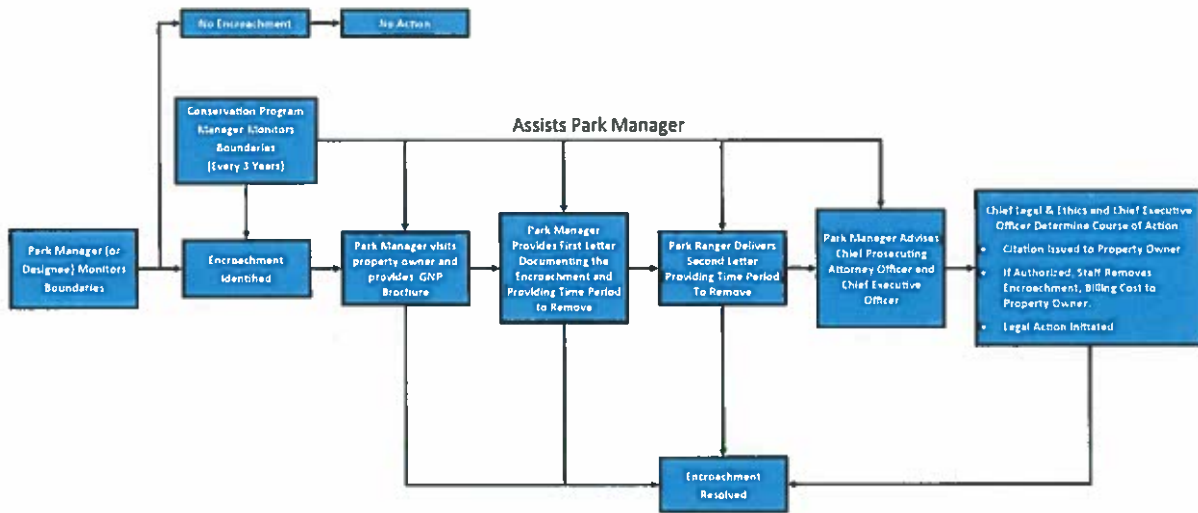 No Encroachment
No Action
Conservation Program
Manager Monitors
Boundaries
(Every 3 Years)
Assists Park Manager
Park Manager (or
Designee) Monitors
Boundaries
Encroachment
Identified
Park Manager visits
property owner and
provides GNP
Brochure
Park Manager
Provides First Letter
Documenting the
Encroachment and
Providing Time Period
to Remove
Park Ranger Delivers
Second Letter
Providing Time Period
To Remove
Park Manager Advises
Chief Prosecuting
Attorney Officer and
Chief Executive
Officer
Chief Legal & Ethics and Chief Executive
Officer Determine Course of Action
• Citation Issued to Property Owner
• If Authorized, Staff Removes
Encroachment, Billing Cost to
Property Owner.
• Legal Action Initiated
Encroachment
Resolved